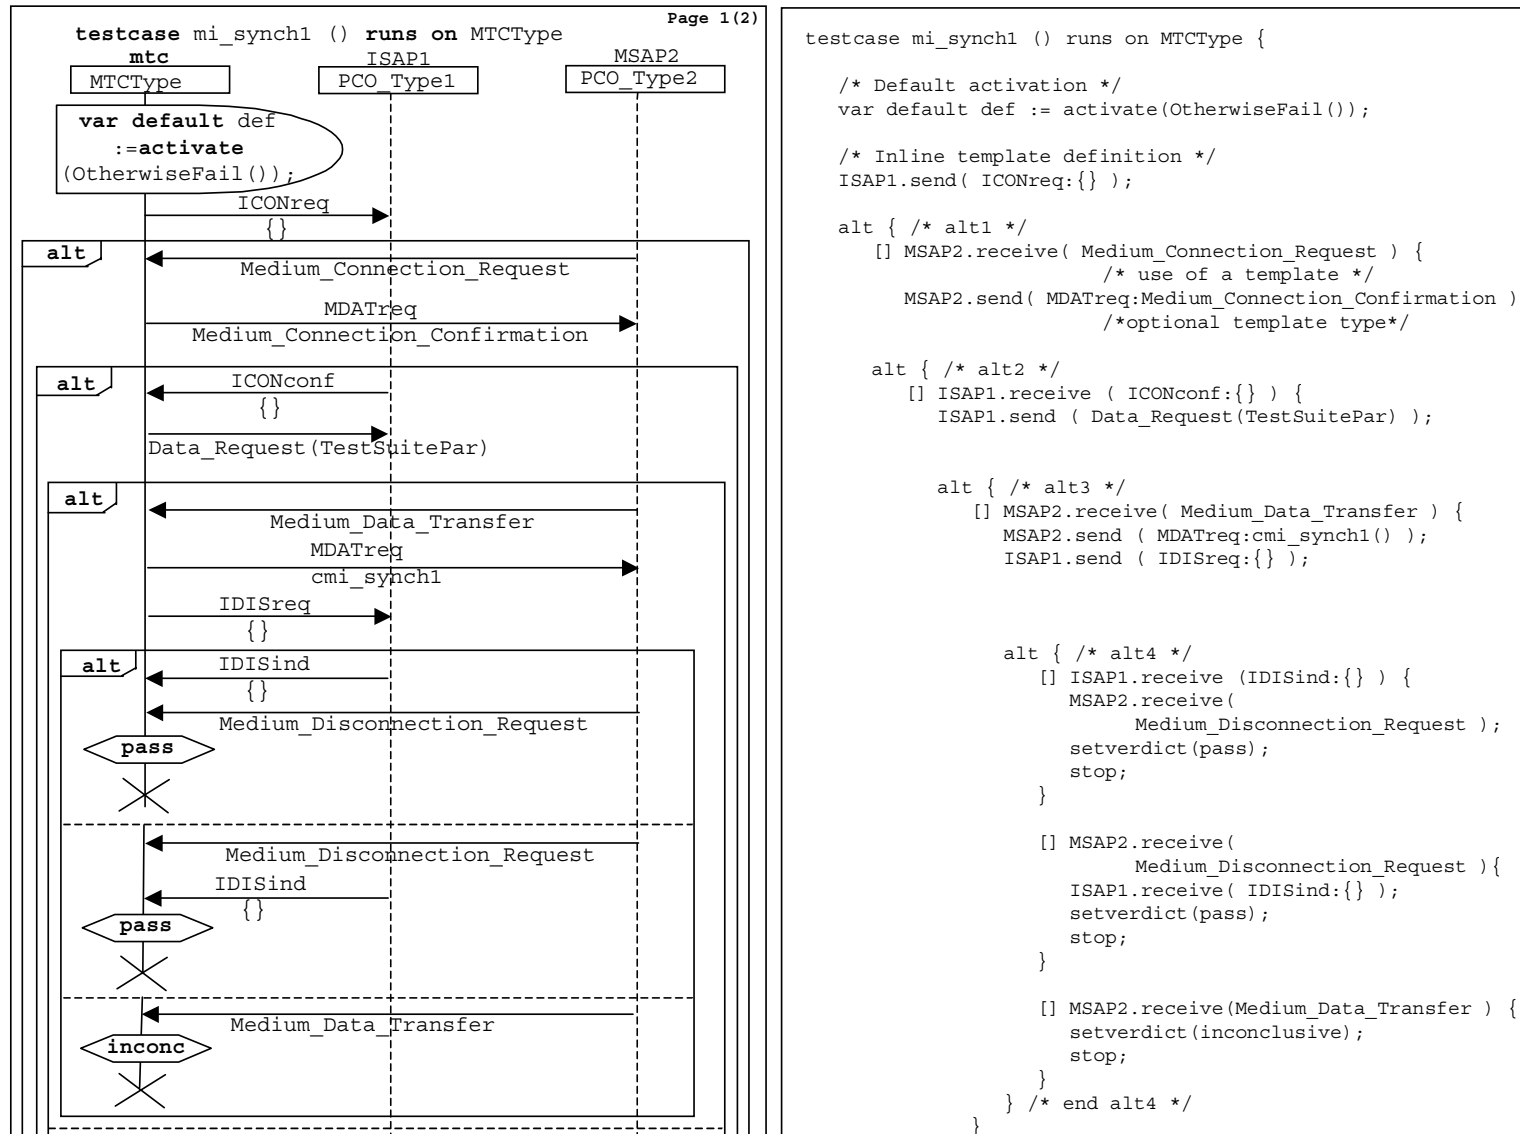 Page 1(2)
testcase mi_synch1 () runs on MTCType
mtc
ISAP1
MSAP2
MTCType
PCO_Type1
PCO_Type2
var default def
:=activate
(OtherwiseFail());
ICONreq
{}
alt
Medium_Connection_Request
MDATreq
Medium_Connection_Confirmation
alt
ICONconf
{}
Data_Request(TestSuitePar)
alt
Medium_Data_Transfer
MDATreq
cmi_synch1
IDISreq
{}
alt
IDISind
{}
Medium_Disconnection_Request
pass
Medium_Disconnection_Request
IDISind
{}
pass
Medium_Data_Transfer
inconc
testcase mi_synch1 () runs on MTCType {
/* Default activation */
var default def := activate(OtherwiseFail());
/* Inline template definition */
ISAP1.send( ICONreq:{} );
alt { /* alt1 */
[] MSAP2.receive( Medium_Connection_Request ) {
/* use of a template */
MSAP2.send( MDATreq:Medium_Connection_Confirmation )
/*optional template type*/
alt { /* alt2 */
[] ISAP1.receive ( ICONconf:{} ) {
ISAP1.send ( Data_Request(TestSuitePar) );
alt { /* alt3 */
[] MSAP2.receive( Medium_Data_Transfer ) {
MSAP2.send ( MDATreq:cmi_synch1() );
ISAP1.send ( IDISreq:{} );
alt { /* alt4 */
[] ISAP1.receive (IDISind:{} ) {
MSAP2.receive(
Medium_Disconnection_Request );
setverdict(pass);
stop;
}
[] MSAP2.receive(
Medium_Disconnection_Request ){
ISAP1.receive( IDISind:{} );
setverdict(pass);
stop;
}
[] MSAP2.receive(Medium_Data_Transfer ) {
setverdict(inconclusive);
stop;
}
} /* end alt4 */
}